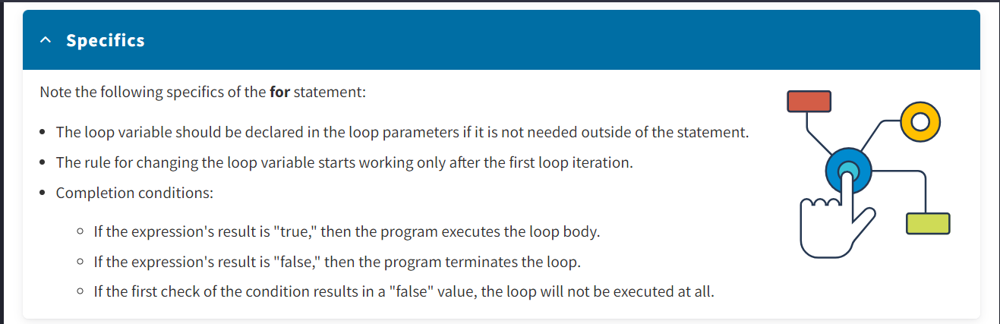 Specifics
Note the following specifics of the for statement:
• The loop variable should be declared in the loop parameters if it is not needed outside of the statement.
• The rule for changing the loop variable starts working only after the first loop iteration.
• Completion conditions:
◦ If the expression's result is "true," then the program executes the loop body.
◦ If the expression's result is "false," then the program terminates the loop.
◦ If the first check of the condition results in a "false" value, the loop will not be executed at all.